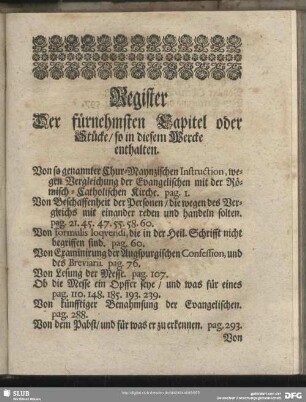 Register
Der fürnehmsten Capitel oder
Stücke/ so in diesem Wercke
enthalten.
Von so genannter Chur-Mayntzischen Instruction, we-
gen Vergleichung der Evangelischen mit der Rö-
misch-Catholischen Kirche. pag. 1.
Von Beschaffenheit der Personen/ die wegen des Ver-
gleichs mit einander reden und handeln solten.
pag. 21. 45. 47. 55. 58. 60.
Von formulis loqvendi, die in der Heil. Schrifft nicht
begriffen sind. pag. 60.
Von Examinirung der Augspurgischen Confession, und
des Breviarii. pag. 76.
Von Lesung der Messe. pag. 107.
Ob die Messe ein Opffer seye/ und was für eines
pag. 110. 148. 185. 193. 239.
Von künfftiger Benahmsung der Evangelischen.
pag. 288.
Von dem Pabst/ und für was er zu erkennen. pag. 293.
Von
SLUB
DFG